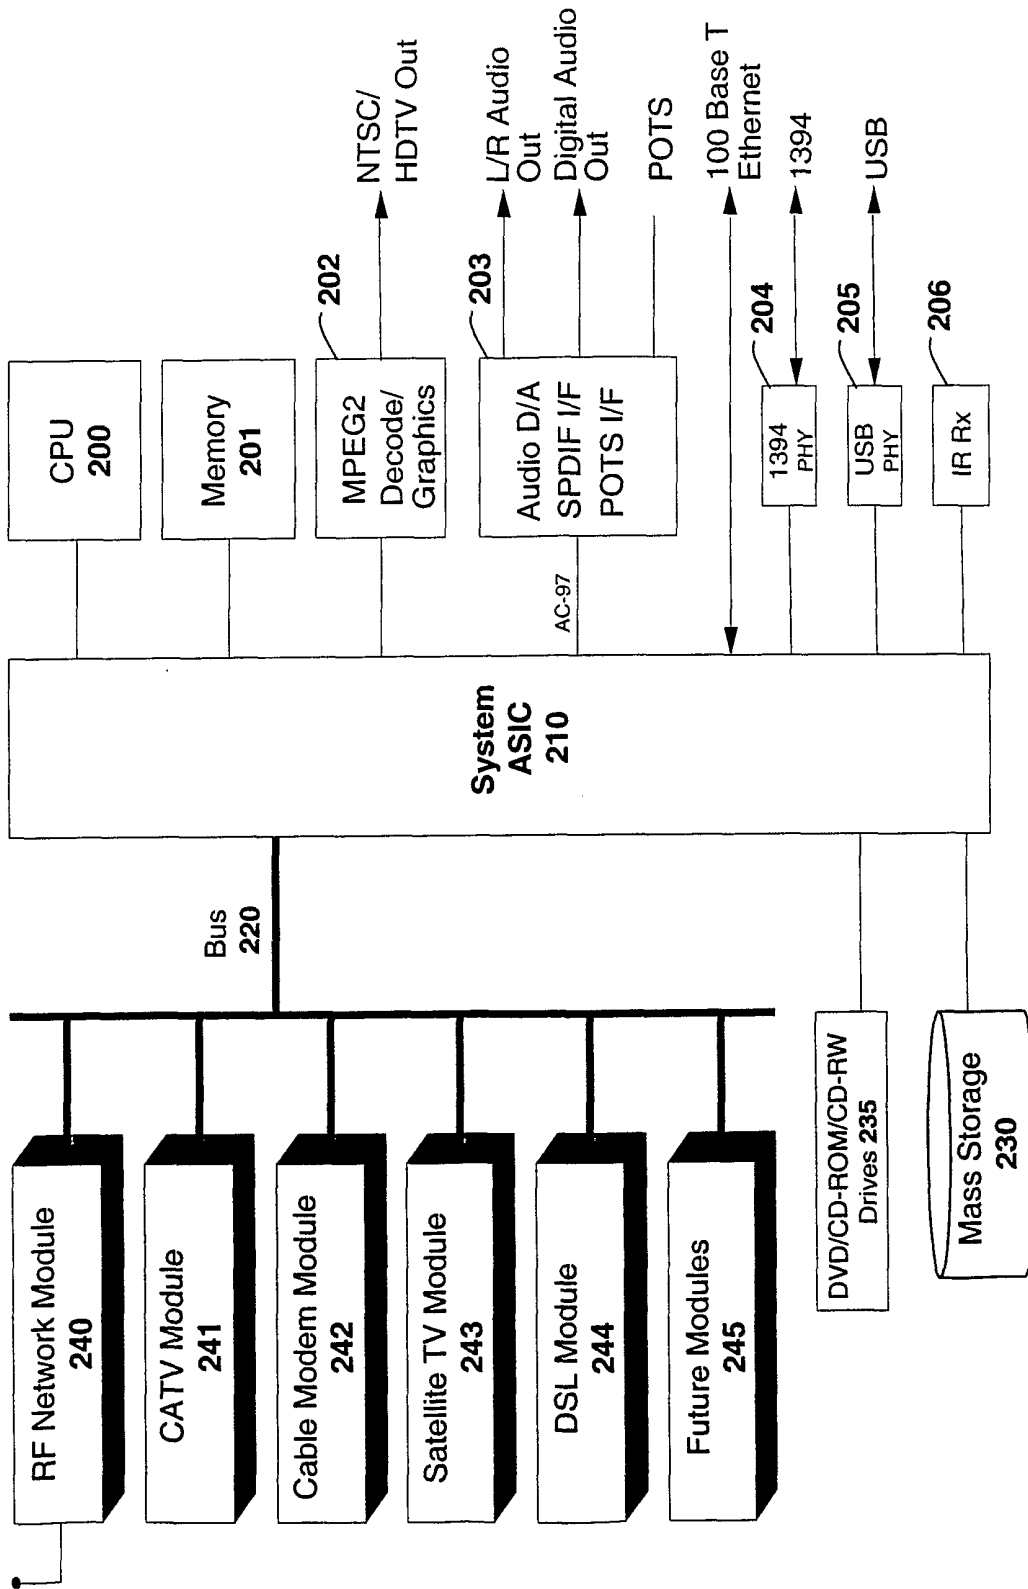 RF Network Module
240
CATV Module
241
Cable Modem Module
242
Satellite TV Module
243
DSL Module
244
Future Modules
245
Bus
220
DVD/CD-ROM/CD-RW
Drives 235
Mass Storage
230
System
ASIC
210
CPU
200
Memory
201
MPEG2
Decode/
Graphics
202
NTSC/
HDTV Out
AC-97
Audio D/A
SPDIF I/F
POTS I/F
203
L/R Audio
Out
Digital Audio
Out
POTS
100 Base T
Ethernet
1394
PHY
204
1394
USB
PHY
205
USB
IR Rx
206